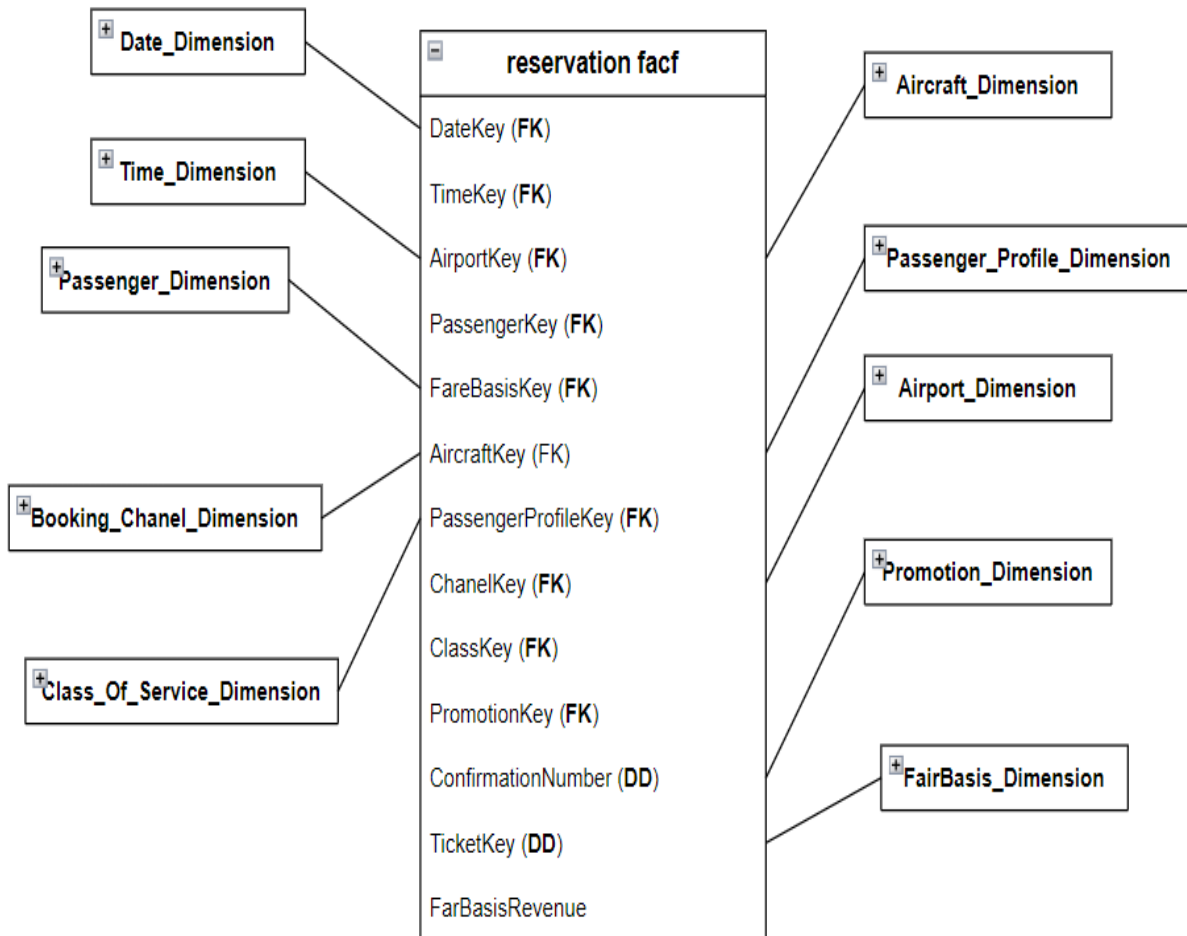 Date_Dimension
Time_Dimension
Passenger_Dimension
Booking_Chanel_Dimension
Class_Of_Service_Dimension
reservation facf
DateKey (FK)
TimeKey (FK)
AirportKey (FK)
PassengerKey (FK)
FareBasisKey (FK)
AircraftKey (FK)
PassengerProfileKey (FK)
ChanelKey (FK)
ClassKey (FK)
PromotionKey (FK)
ConfirmationNumber (DD)
TicketKey (DD)
FarBasisRevenue
Aircraft_Dimension
Passenger_Profile_Dimension
Airport_Dimension
Promotion_Dimension
FairBasis_Dimension